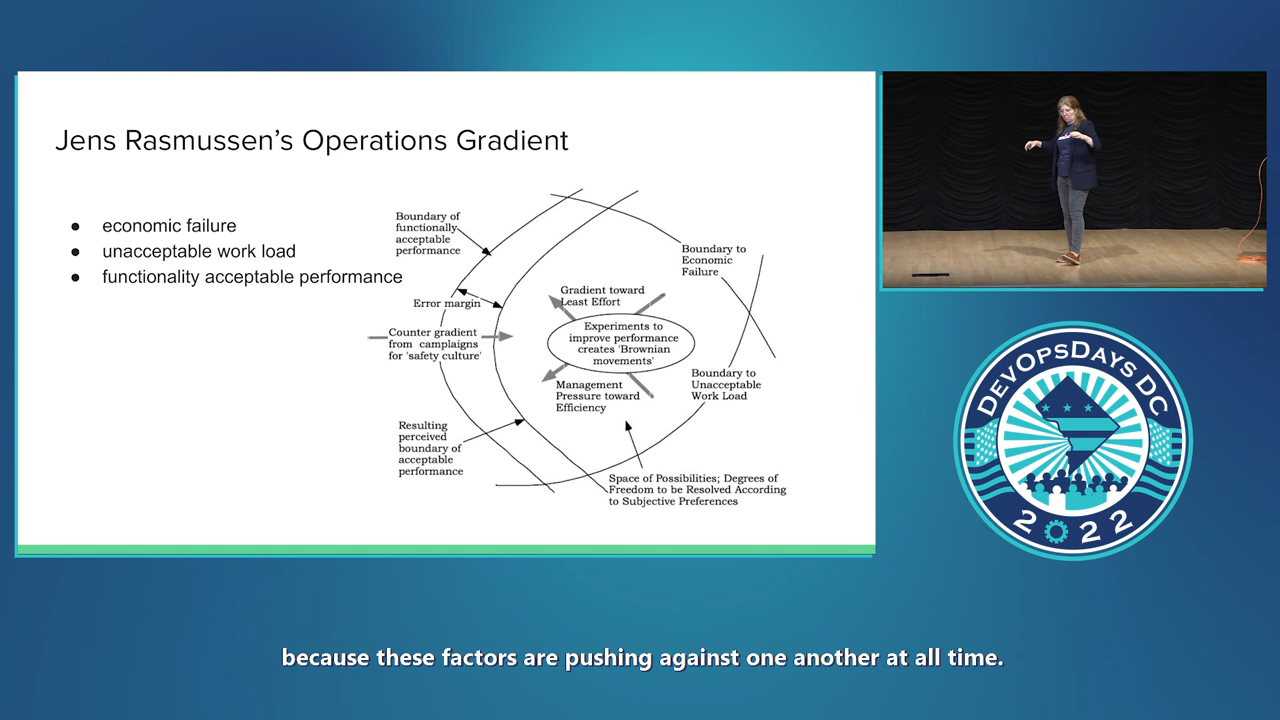 Jens Rasmussen's Operations Gradient
● economic failure
● unacceptable work load
● functionality acceptable performance
Boundary of
functionally
acceptable
performance
Error margin
Counter gradient
from camplaigns
for 'safety culture'
Resulting
perceived
boundary of
acceptable
performance
Boundary to
Economic
Failure
Gradient toward
Least Effort
Experiments to
improve performance
creates 'Brownian
movements'
Management
Pressure toward
Efficiency
Boundary to
Unacceptable
Work Load
Space of Possibilities; Degrees of
Freedom to be Resolved According
to Subjective Preferences
DEVOPSDAYS DC
2022
because these factors are pushing against one another at all time.